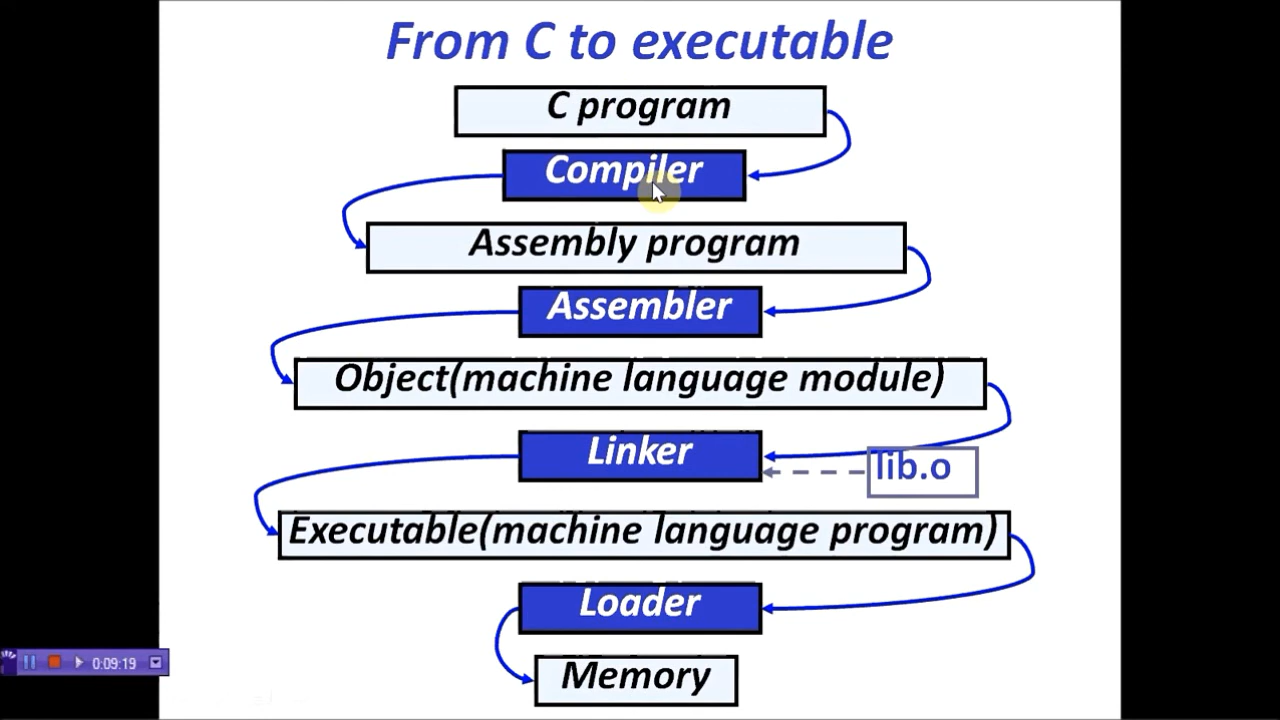 From C to executable
C program
Compiler
Assembly program
Assembler
Object(machine language module)
Linker
lib.o
Executable(machine language program)
Loader
0:09:19
Memory